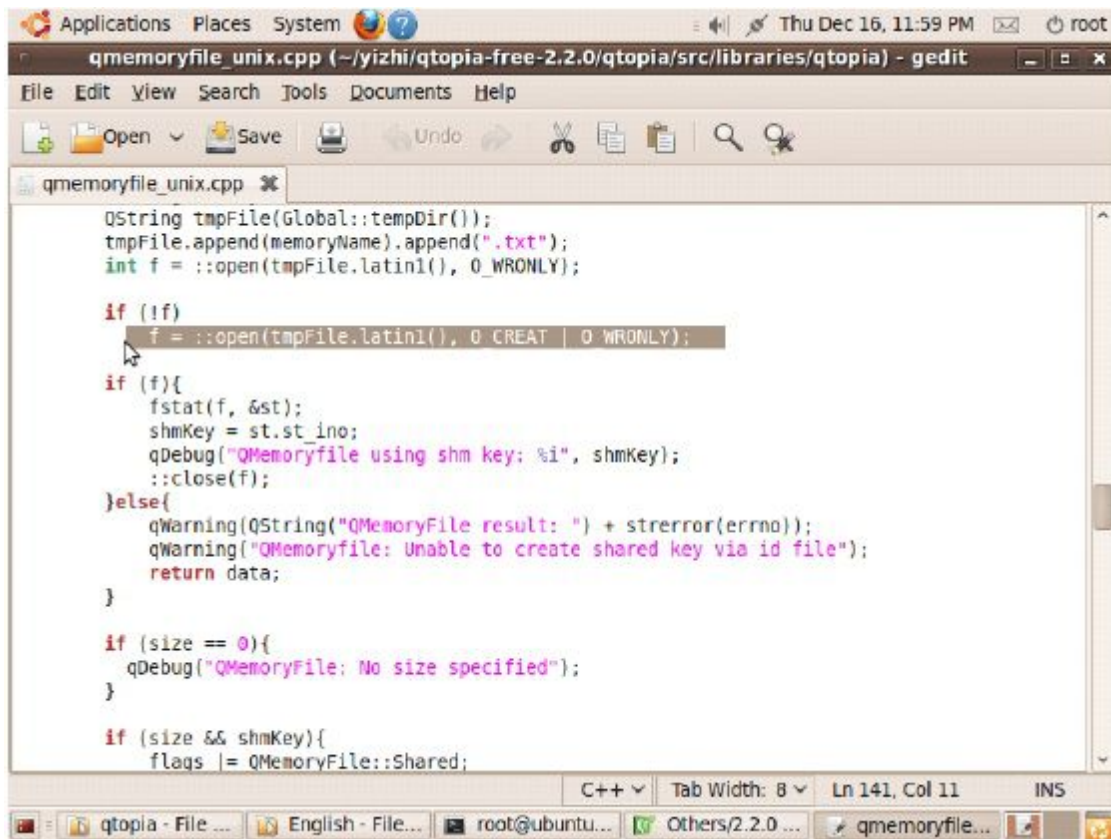 Applications Places System Thu Dec 16, 11:59 PM root
qmemoryfile_unix.cpp (~/yizhi/qtopia-free-2.2.0/qtopia/src/libraries/qtopia) - gedit
File Edit View Search Tools Documents Help
Open Save Undo
qmemoryfile_unix.cpp
QString tmpFile(Global::tempDir());
tmpFile.append(memoryName).append(".txt");
int f = ::open(tmpFile.latin1(), O_WRONLY);
if (!f)
f = ::open(tmpFile.latin1(), O_CREAT | O_WRONLY);
if (f){
fstat(f, &st);
shmKey = st.st_ino;
qDebug("QMemoryfile using shm key: %i", shmKey);
::close(f);
}else{
qWarning(QString("QMemoryFile result: ") + strerror(errno));
qWarning("QMemoryfile: Unable to create shared key via id file");
return data;
}
if (size == 0){
qDebug("QMemoryFile: No size specified");
}
if (size && shmKey){
flags |= QMemoryFile::Shared;
C++ Tab Width: 8 Ln 141, Col 11 INS
qtopia - File ... English - File... root@ubuntu... Others/2.2.0 ... qmemoryfile...